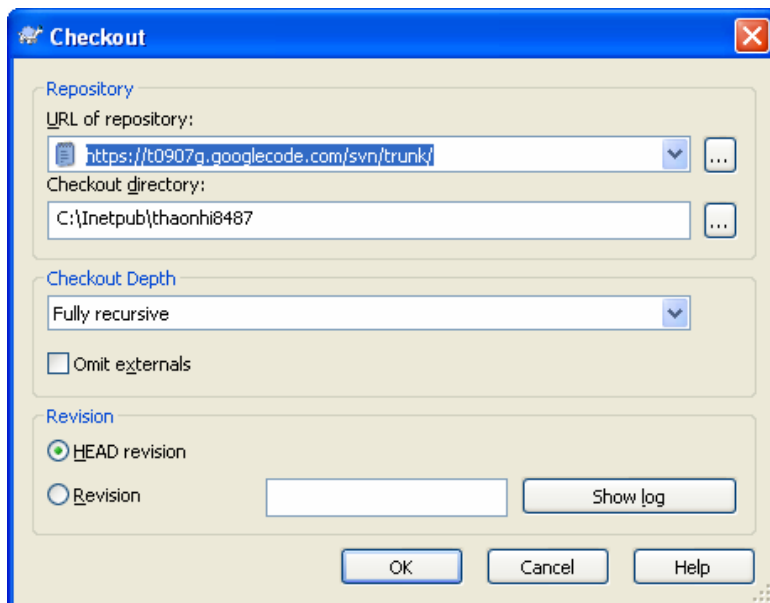 Checkout
Repository
URL of repository:
https://t0907g.googlecode.com/svn/trunk/
...
Checkout directory:
C:\Inetpub\thaonhi8487
...
Checkout Depth
Fully recursive
Omit externals
Revision
HEAD revision
Revision
Show log
OK Cancel Help